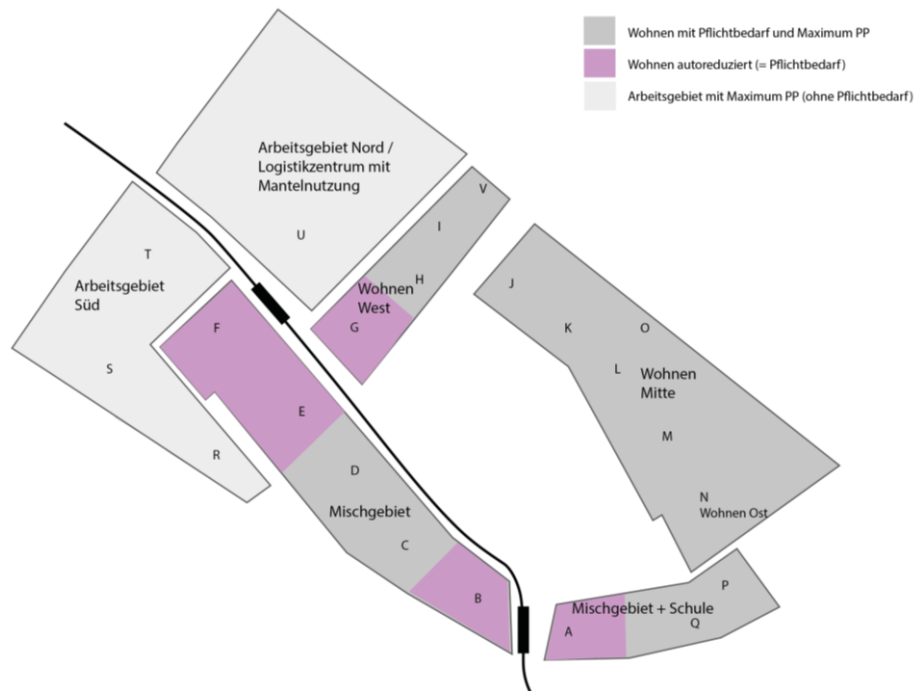 Wohnen mit Pflichtbedarf und Maximum PP
Wohnen autoreduziert (= Pflichtbedarf)
Arbeitsgebiet mit Maximum PP (ohne Pflichtbedarf)
Arbeitsgebiet Nord /
Logistikzentrum mit
Mantelnutzung
U
V
I
H
Wohnen
West
G
T
Arbeitsgebiet
Süd
S
R
F
E
D
Mischgebiet
C
B
J
K
O
L
Wohnen
Mitte
M
N
Wohnen Ost
P
Mischgebiet + Schule
Q
A